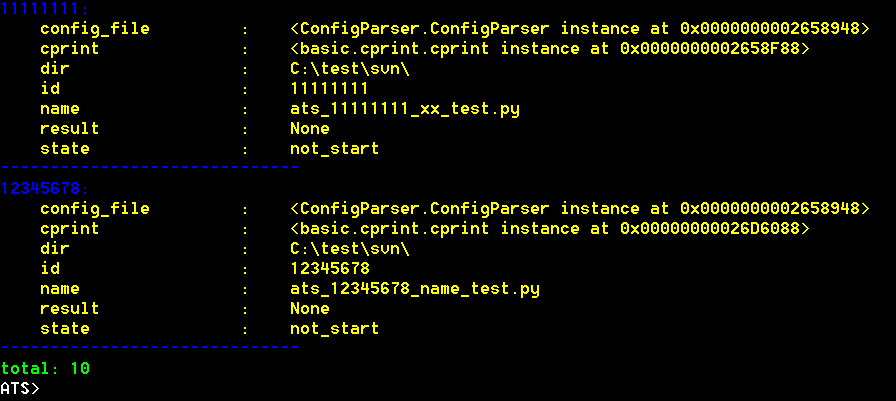 11111111:
config_file : <ConfigParser.ConfigParser instance at 0x0000000002658948>
cprint : <basic.cprint.cprint instance at 0x0000000002658F88>
dir : C:\test\svn\
id : 11111111
name : ats_11111111_xx_test.py
result : None
state : not_start
------------------------------
12345678:
config_file : <ConfigParser.ConfigParser instance at 0x0000000002658948>
cprint : <basic.cprint.cprint instance at 0x00000000026D6088>
dir : C:\test\svn\
id : 12345678
name : ats_12345678_name_test.py
result : None
state : not_start
------------------------------
total: 10
ATS>